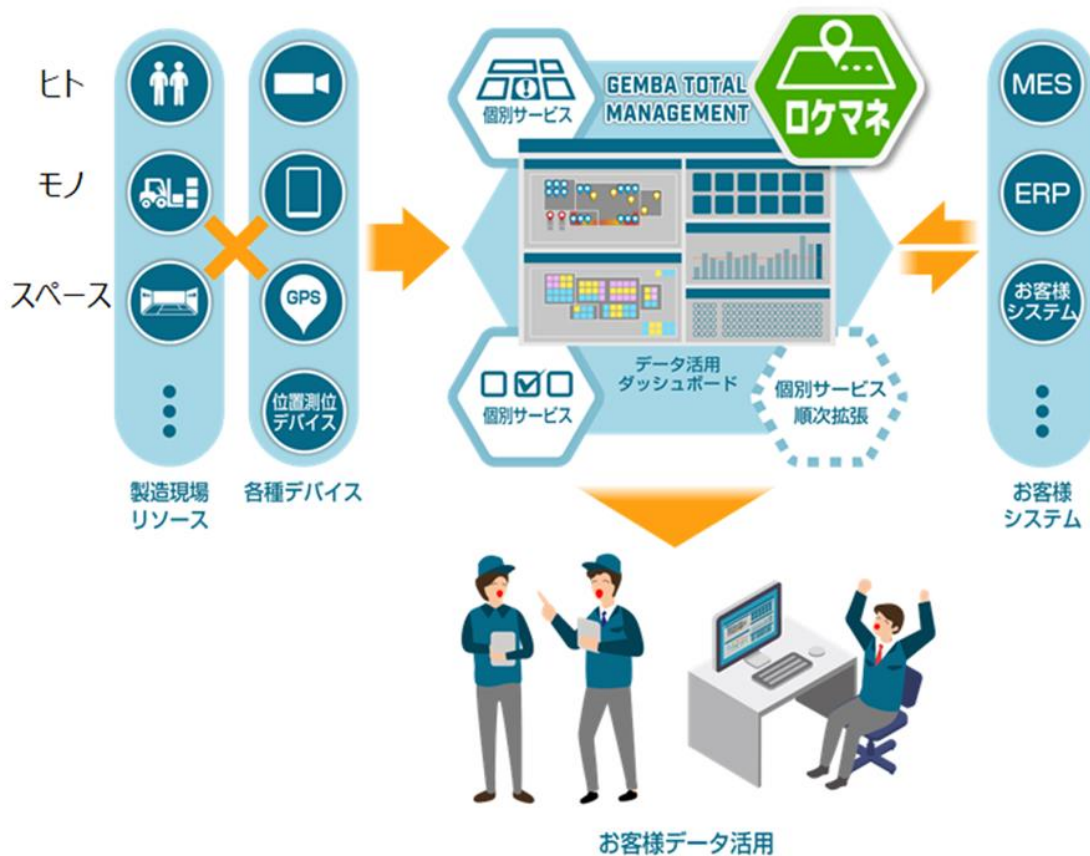 ヒト
モノ
スペース
GPS
位置測位
デバイス
製造現場
リソース
各種デバイス
個別サービス
GEMBA TOTAL
MANAGEMENT
ロケマネ
データ活用
ダッシュボード
個別サービス
個別サービス
順次拡張
MES
ERP
お客様
システム
お客様
システム
お客様データ活用